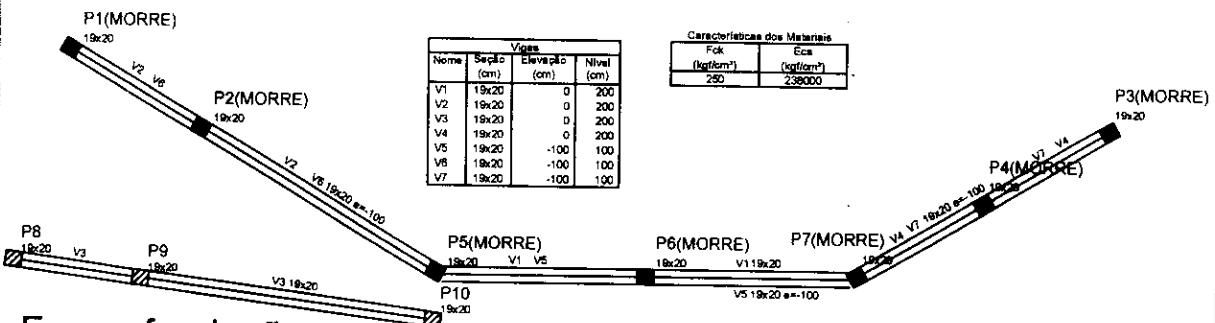 P1(MORRE)
19x20
V2 V6
P2(MORRE)
19x20
V2
V6 19x20 e=-100
Vigas
Nome Seção (cm) Elevação (cm) Nível (cm)
V1 19x20 0 200
V2 19x20 0 200
V3 19x20 0 200
V4 19x20 0 200
V5 19x20 -100 100
V6 19x20 -100 100
V7 19x20 -100 100
Características dos Materiais
Fck (kgf/cm²) Ecs (kgf/cm²)
250 238000
P3(MORRE)
19x20
V7 V4
P4(MORRE)
19x20
V4 V7 19x20 e=-100
P8
19x20
V3
P9
19x20
V3 19x20
P10
19x20
P5(MORRE)
19x20
V1 V5
P6(MORRE)
19x20
V1 19x20
V5 19x20 e=-100
P7(MORRE)
19x20